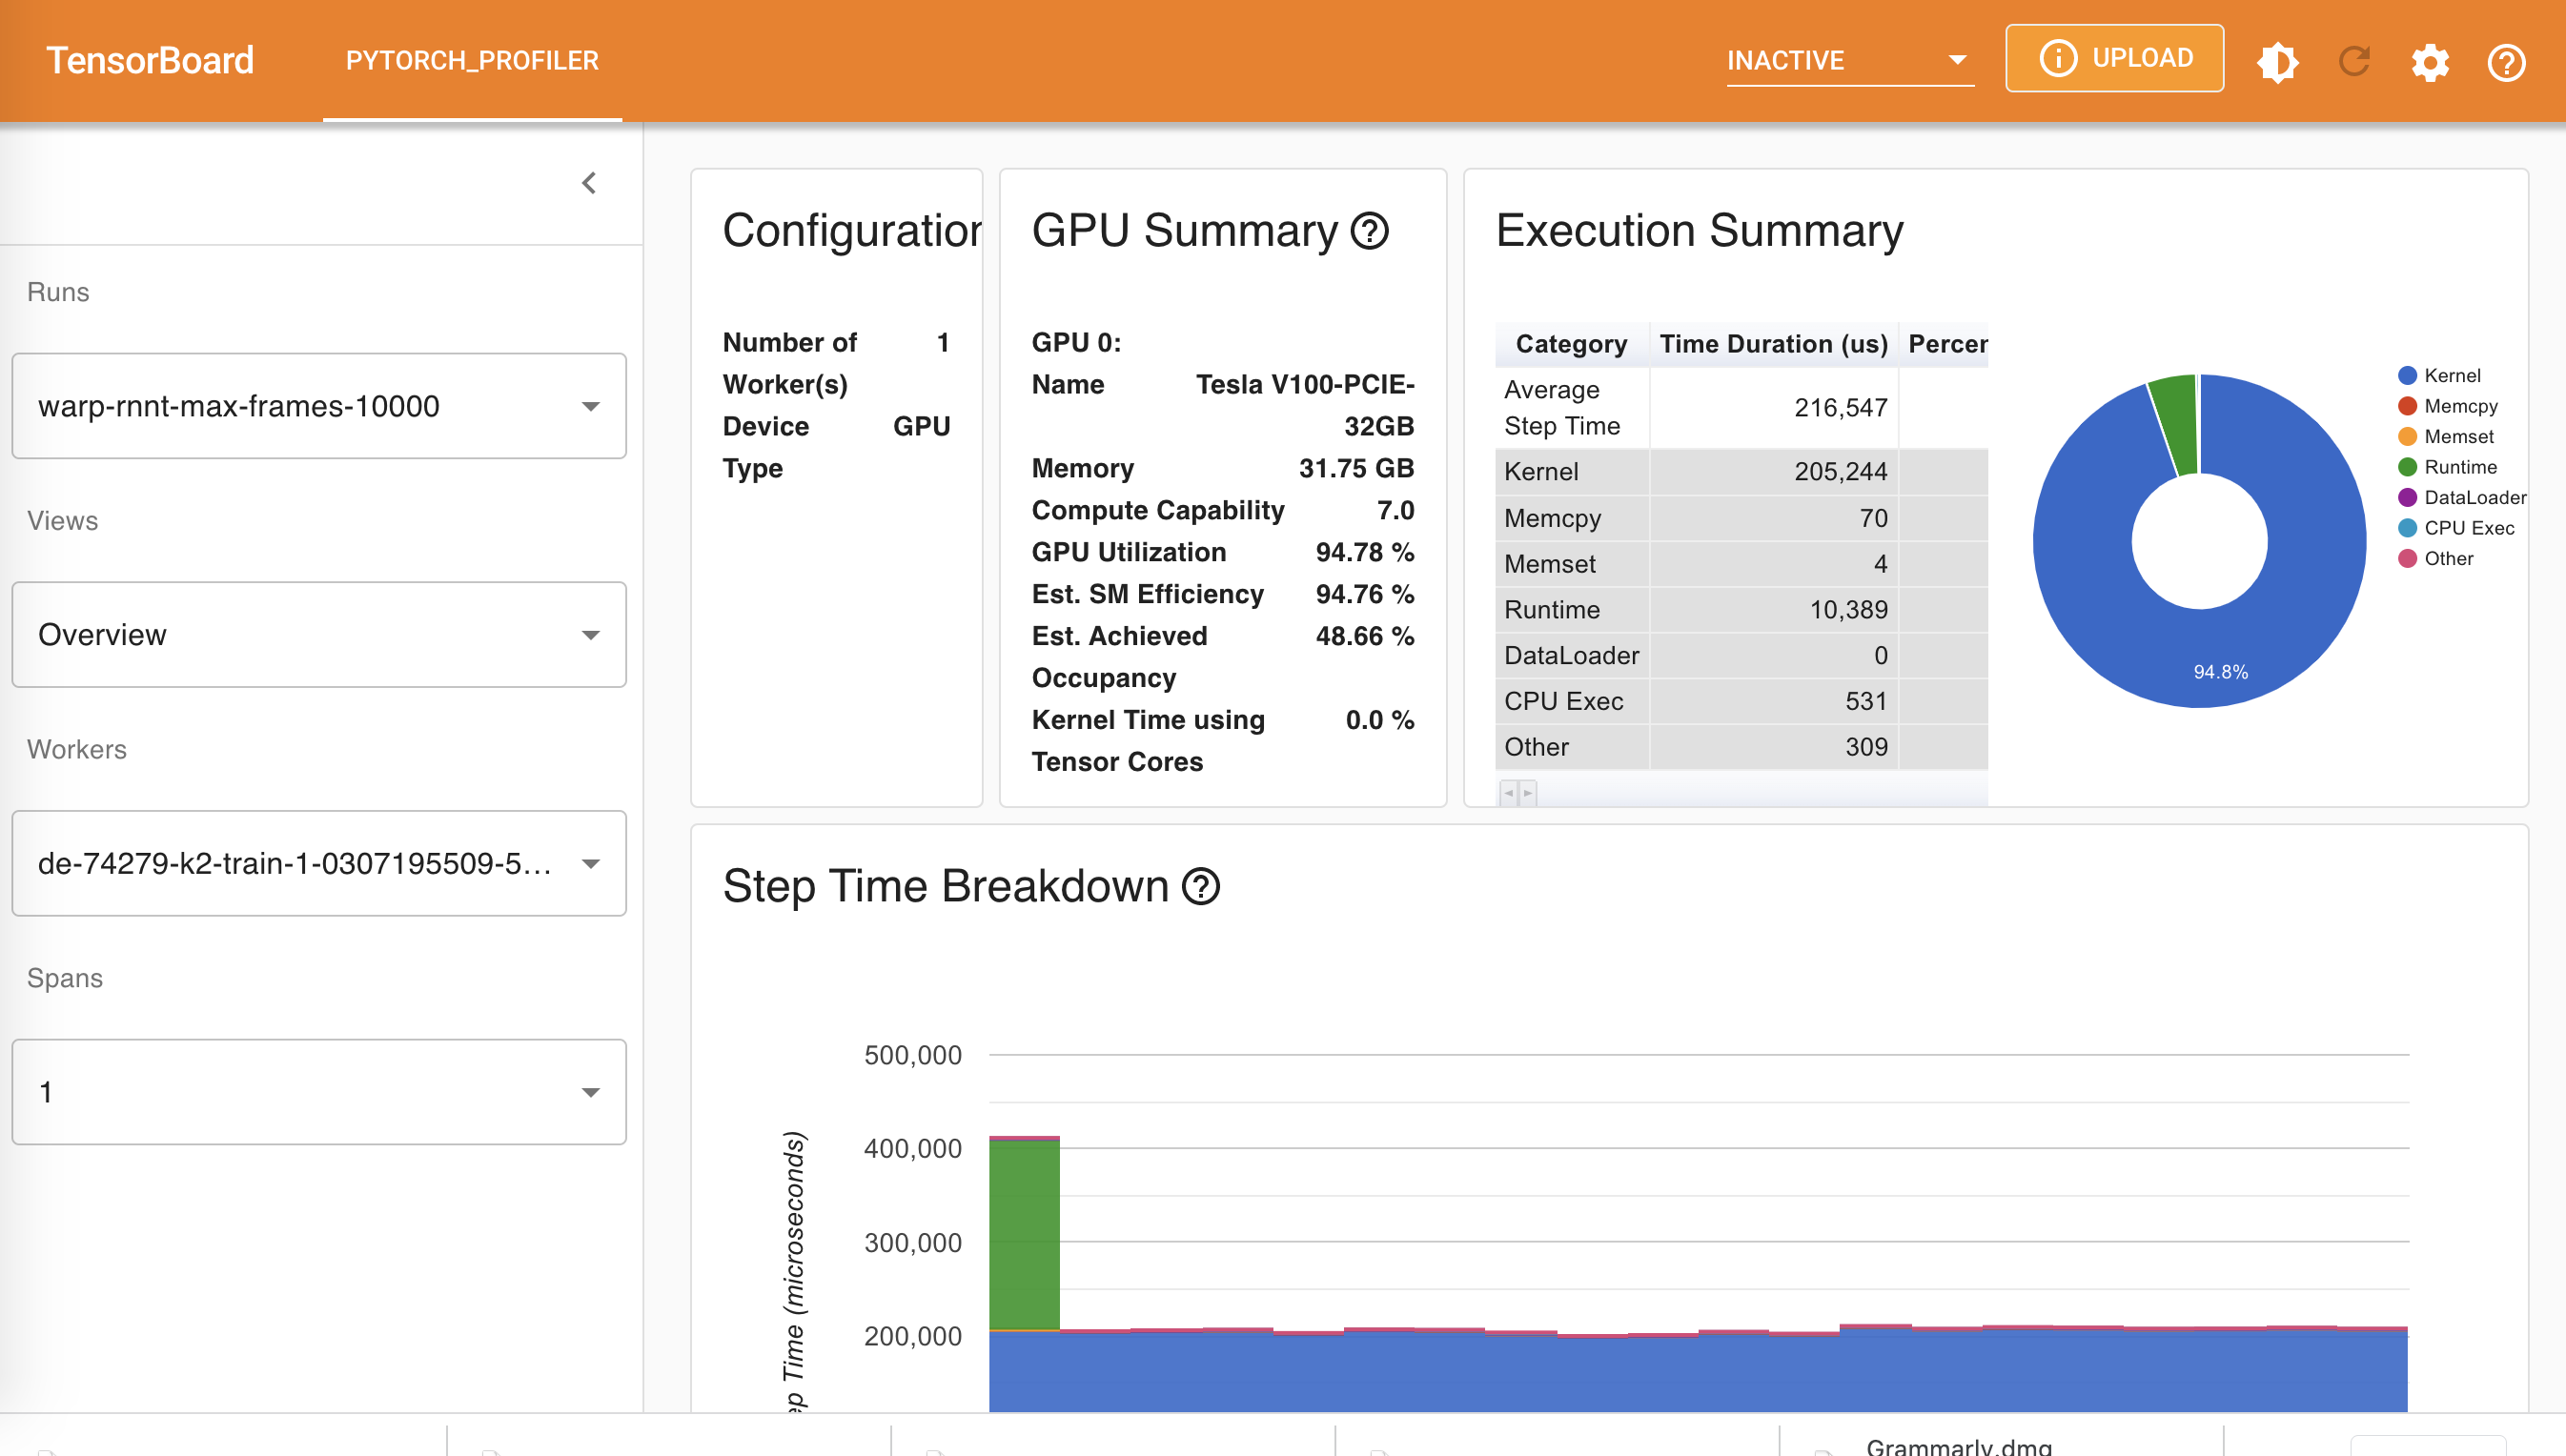 TensorBoard
PYTORCH_PROFILER
INACTIVE
UPLOAD
Runs
warp-rnnt-max-frames-10000
Views
Overview
Workers
de-74279-k2-train-1-0307195509-5...
Spans
1
Configuration
Number of 1
Worker(s)
Device GPU
Type
GPU Summary
GPU 0:
Name Tesla V100-PCIE-
32GB
Memory 31.75 GB
Compute Capability 7.0
GPU Utilization 94.78 %
Est. SM Efficiency 94.76 %
Est. Achieved 48.66 %
Occupancy
Kernel Time using 0.0 %
Tensor Cores
Execution Summary
Category Time Duration (us) Percen
Average
Step Time 216,547
Kernel 205,244
Memcpy 70
Memset 4
Runtime 10,389
DataLoader 0
CPU Exec 531
Other 309
94.8%
Kernel
Memcpy
Memset
Runtime
DataLoader
CPU Exec
Other
Step Time Breakdown
500,000
400,000
300,000
200,000
ep Time (microseconds)
Grammarly.dmg